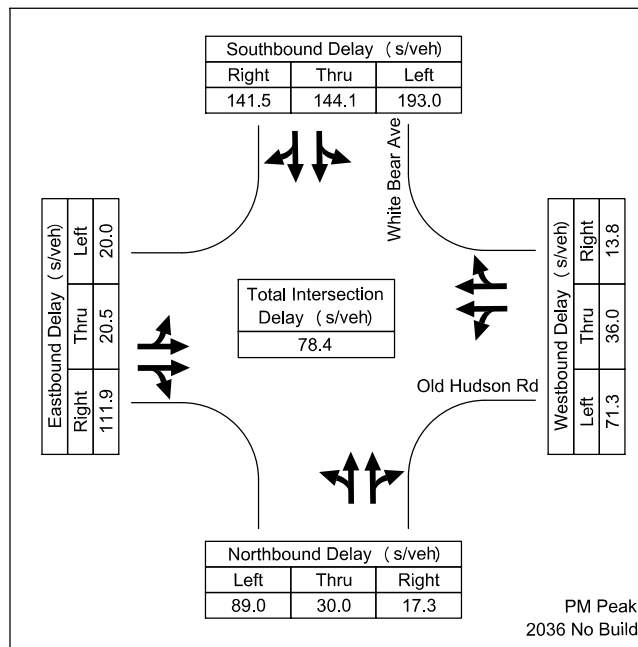 Southbound Delay (s/veh)
Right Thru Left
141.5 144.1 193.0
White Bear Ave
Eastbound Delay (s/veh)
Right Thru Left
111.9 20.5 20.0
Total Intersection
Delay (s/veh)
78.4
Westbound Delay (s/veh)
Left Thru Right
71.3 36.0 13.8
Old Hudson Rd
Northbound Delay (s/veh)
Left Thru Right
89.0 30.0 17.3
PM Peak
2036 No Build